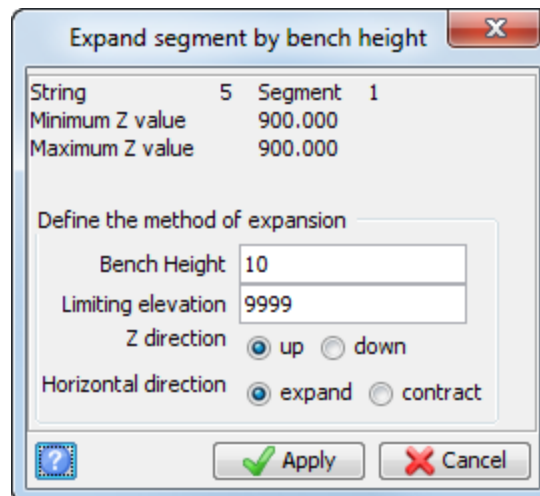 Expand segment by bench height
String 5 Segment 1
Minimum Z value 900.000
Maximum Z value 900.000
Define the method of expansion
Bench Height 10
Limiting elevation 9999
Z direction up down
Horizontal direction expand contract
? Apply Cancel